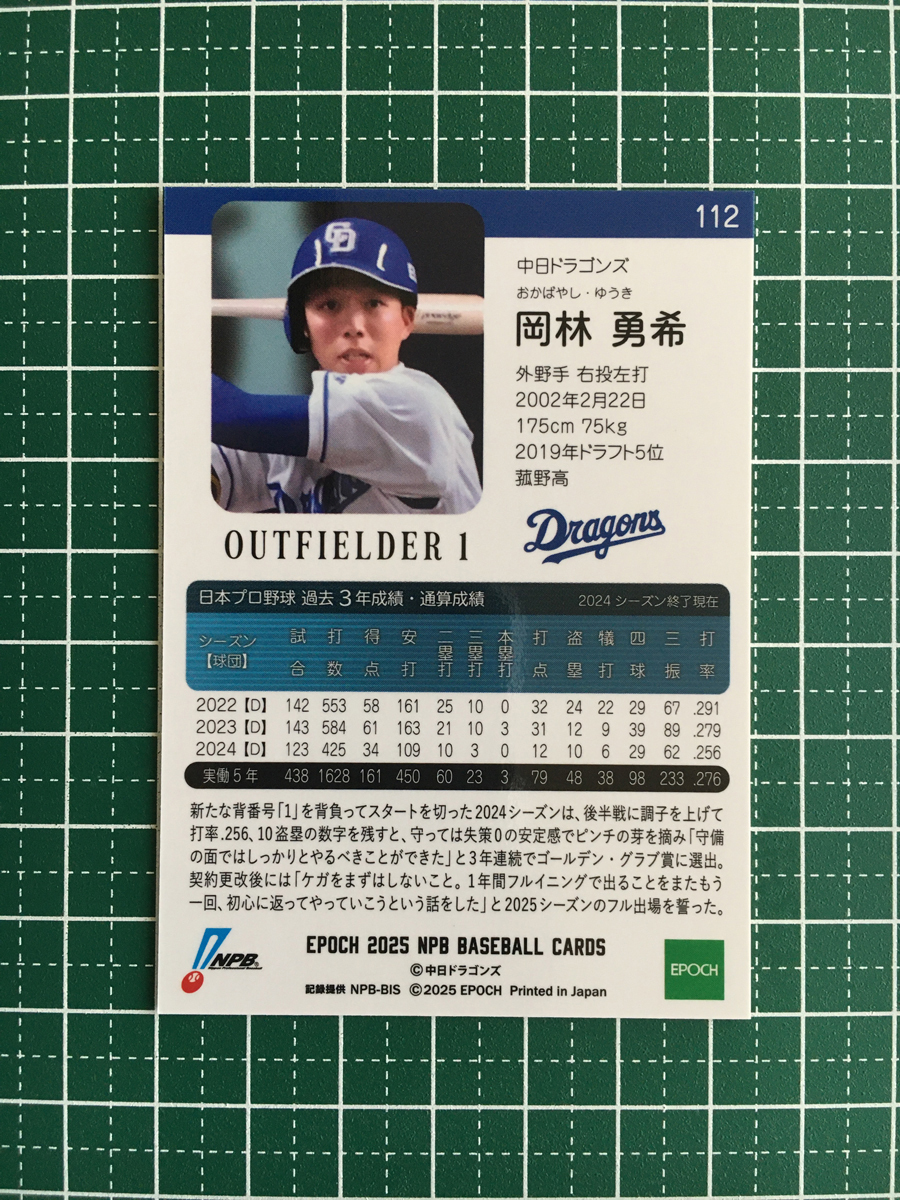 112
中日ドラゴンズ
おかばやし・ゆうき
岡林 勇希
外野手 右投左打
2002年2月22日
175cm 75kg
2019年ドラフト5位
菰野高
Dragons
OUTFIELDER 1
日本プロ野球 過去3年成績・通算成績 2024シーズン終了現在
シーズン【球団】 試合 打数 得点 安打 二塁打 三塁打 本塁打 打点 盗塁 犠打 四球 三振 打率
2022【D】 142 553 58 161 25 10 0 32 24 22 29 67 .291
2023【D】 143 584 61 163 21 10 3 31 12 9 39 89 .279
2024【D】 123 425 34 109 10 3 0 12 10 6 29 62 .256
実働5年 438 1628 161 450 60 23 3 79 48 38 98 233 .276
新たな背番号「1」を背負ってスタートを切った2024シーズンは、後半戦に調子を上げて
打率.256、10盗塁の数字を残すと、守っては失策0の安定感でピンチの芽を摘み「守備
の面ではしっかりとやるべきことができた」と3年連続でゴールデン・グラブ賞に選出。
契約更改後には「ケガをまずはしないこと。1年間フルイニングで出ることをまたもう
一回、初心に返ってやっていこうという話をした」と2025シーズンのフル出場を誓った。
NPB
EPOCH 2025 NPB BASEBALL CARDS
©中日ドラゴンズ
記録提供 NPB-BIS ©2025 EPOCH Printed in Japan
EPOCH